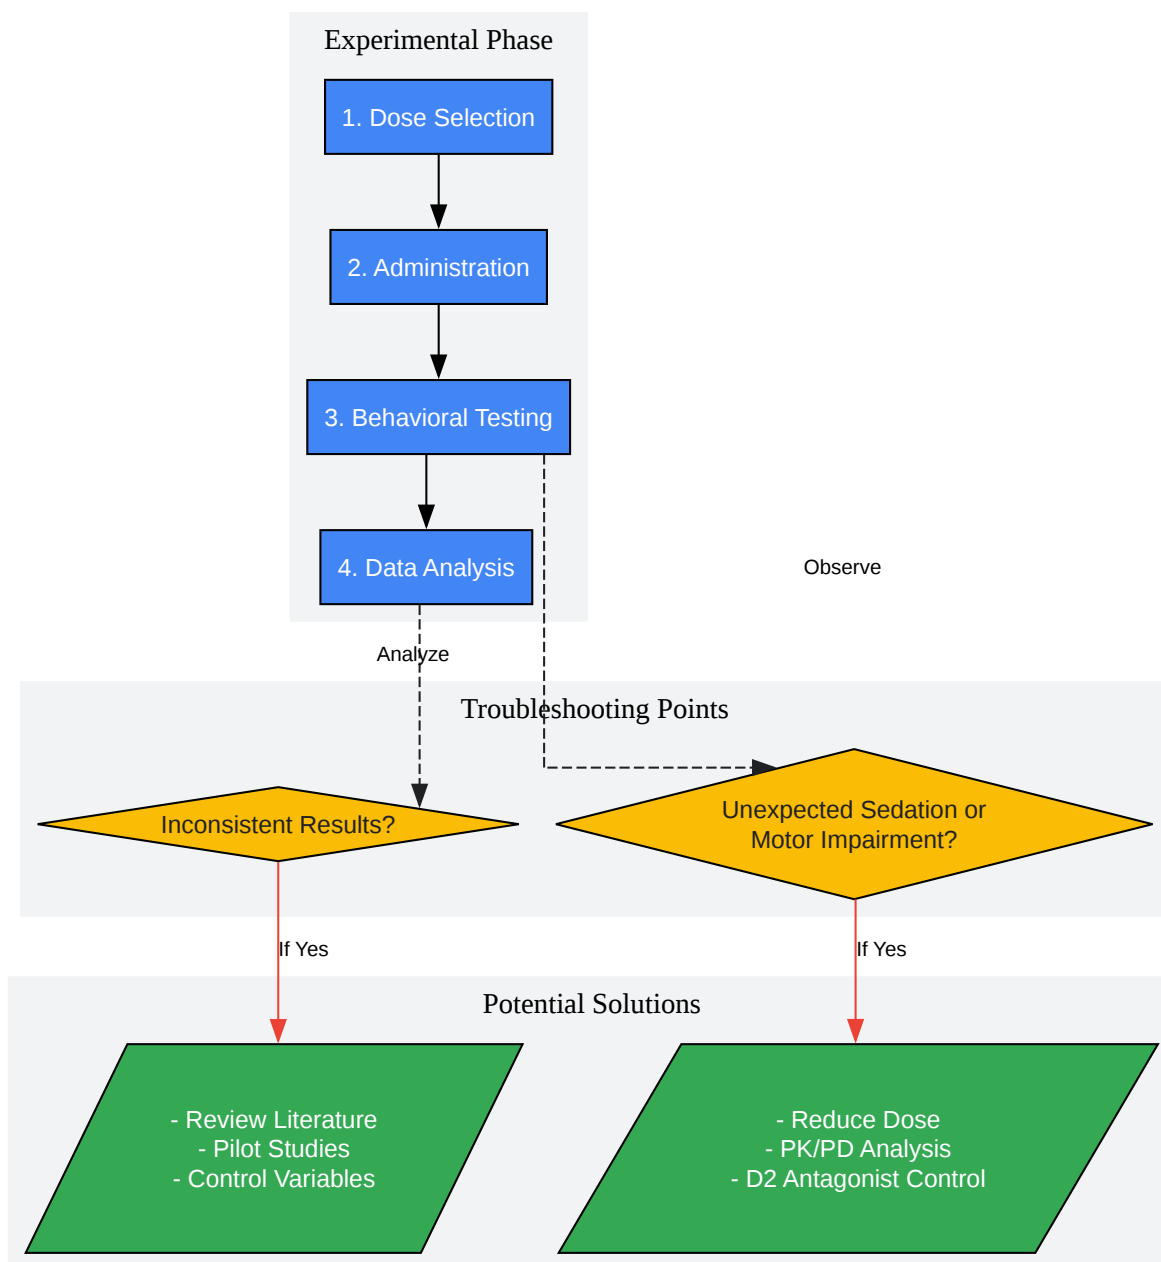 Experimental Phase
1. Dose Selection
2. Administration
3. Behavioral Testing
4. Data Analysis
Observe
Analyze
Troubleshooting Points
Inconsistent Results?
Unexpected Sedation or
Motor Impairment?
If Yes
If Yes
Potential Solutions
- Review Literature
- Pilot Studies
- Control Variables
- Reduce Dose
- PK/PD Analysis
- D2 Antagonist Control